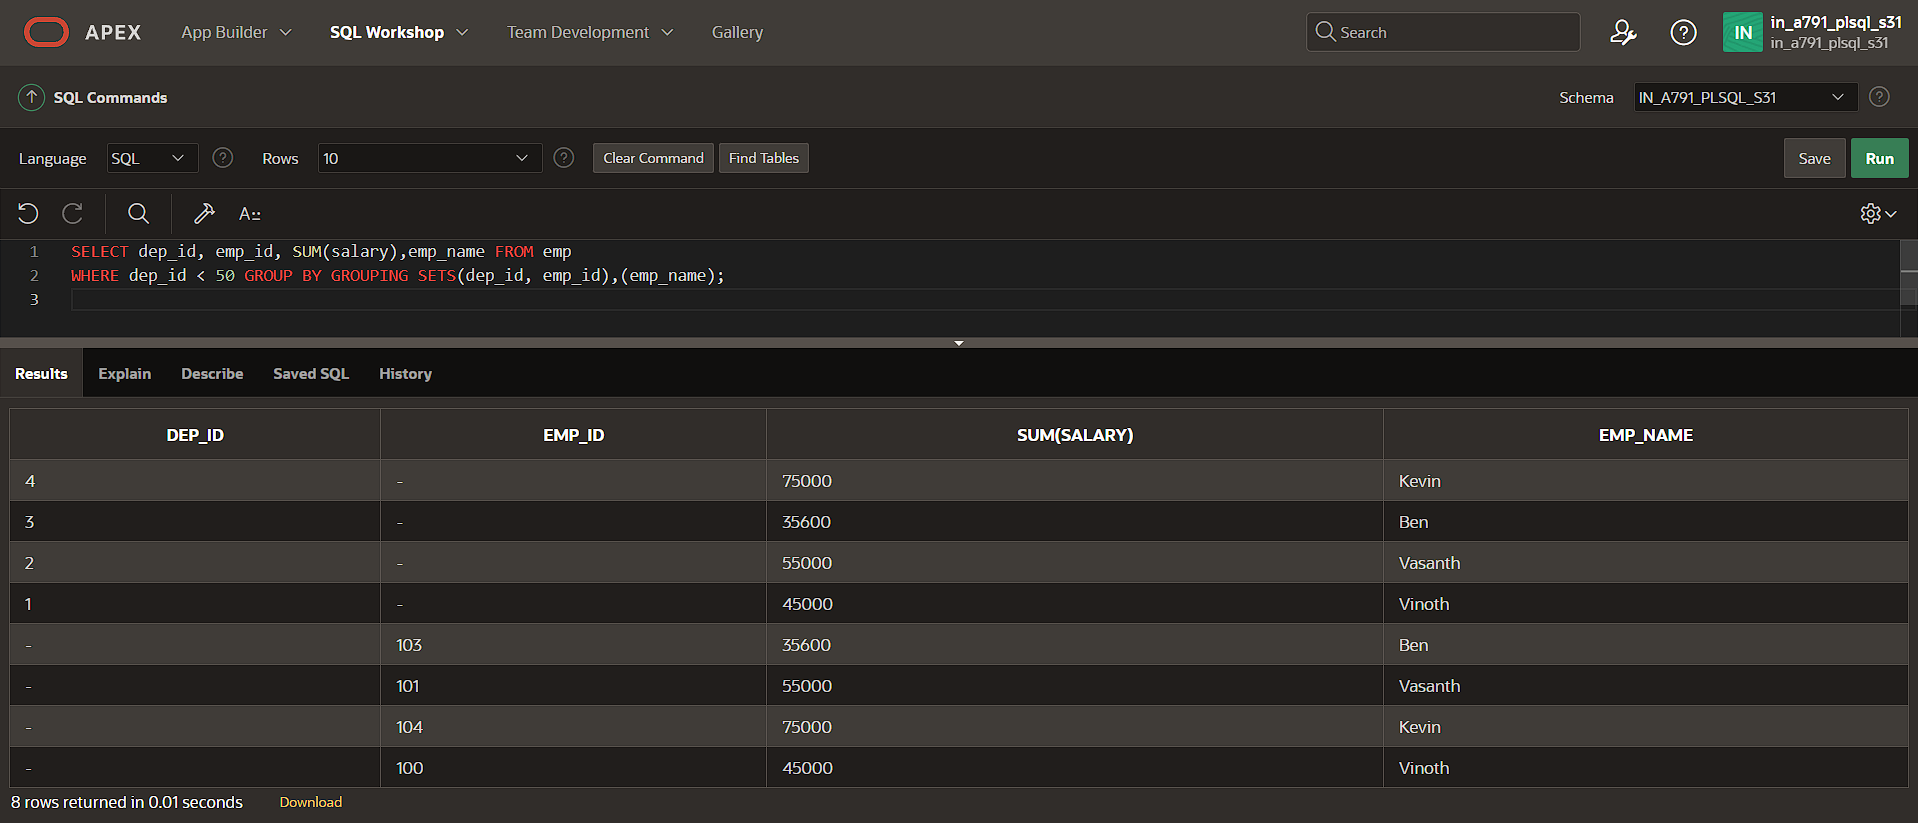 APEX App Builder SQL Workshop Team Development Gallery Search IN in_a791_plsql_s31
in_a791_plsql_s31
SQL Commands Schema IN_A791_PLSQL_S31
Language SQL Rows 10 Clear Command Find Tables Save Run
A::
1 SELECT dep_id, emp_id, SUM(salary),emp_name FROM emp
2 WHERE dep_id < 50 GROUP BY GROUPING SETS(dep_id, emp_id),(emp_name);
3
Results Explain Describe Saved SQL History
DEP_ID EMP_ID SUM(SALARY) EMP_NAME
4 - 75000 Kevin
3 - 35600 Ben
2 - 55000 Vasanth
1 - 45000 Vinoth
- 103 35600 Ben
- 101 55000 Vasanth
- 104 75000 Kevin
- 100 45000 Vinoth
8 rows returned in 0.01 seconds Download